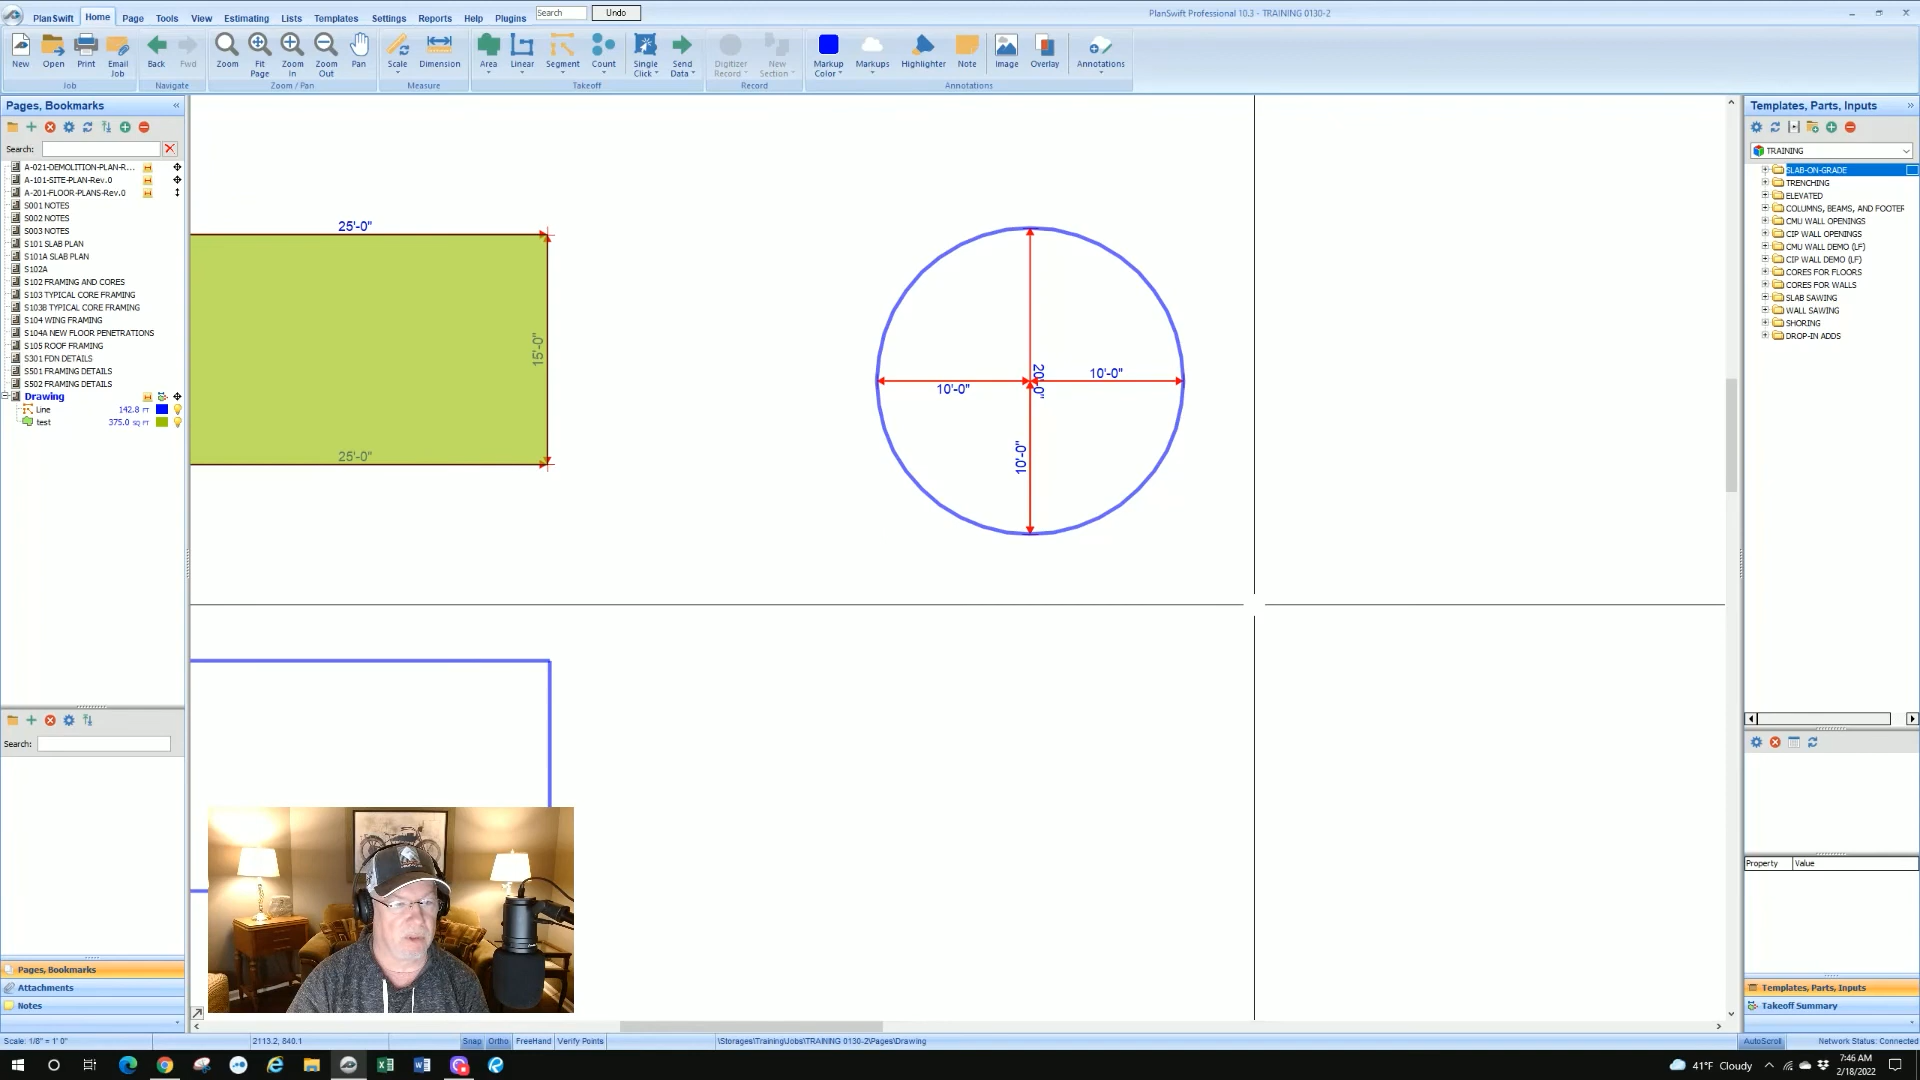 PlanSwift Professional 10.3 - TRAINING 0130-2
PlanSwift Home Page Tools View Estimating Lists Templates Settings Reports Help Plugins Search Undo
New Open Print Email Job Back Fwd Zoom Fit Page Zoom In Zoom Out Pan Scale Dimension Area Linear Segment Count Single Click Send Data Digitizer Record New Section Markup Color Markups Highlighter Note Image Overlay Annotations
Job Navigate Zoom / Pan Measure Takeoff Record Annotations
Pages, Bookmarks
Search:
A-021-DEMOLITION-PLAN-R...
A-101-SITE-PLAN-Rev.0
A-201-FLOOR-PLANS-Rev.0
S001 NOTES
S002 NOTES
S003 NOTES
S101 SLAB PLAN
S101A SLAB PLAN
S102A
S102 FRAMING AND CORES
S103 TYPICAL CORE FRAMING
S103B TYPICAL CORE FRAMING
S104 WING FRAMING
S104A NEW FLOOR PENETRATIONS
S105 ROOF FRAMING
S301 FDN DETAILS
S501 FRAMING DETAILS
S502 FRAMING DETAILS
Drawing
Line 142.8 FT
test 375.0 SQ FT
Search:
Pages, Bookmarks
Attachments
Notes
25'-0"
15'-0"
25'-0"
20'-0"
10'-0"
10'-0"
10'-0"
Templates, Parts, Inputs
TRAINING
SLAB-ON-GRADE
TRENCHING
ELEVATED
COLUMNS, BEAMS, AND FOOTER
CMU WALL OPENINGS
CIP WALL OPENINGS
CMU WALL DEMO (LF)
CIP WALL DEMO (LF)
CORES FOR FLOORS
CORES FOR WALLS
SLAB SAWING
WALL SAWING
SHORING
DROP-IN ADDS
Property Value
Templates, Parts, Inputs
Takeoff Summary
Scale: 1/8" = 1' 0" 2113.2, 840.1 Snap Ortho FreeHand Verify Points \Storages\Training\Jobs\TRAINING 0130-2\Pages\Drawing AutoScroll Network Status: Connected
41°F Cloudy
7:46 AM
2/18/2022